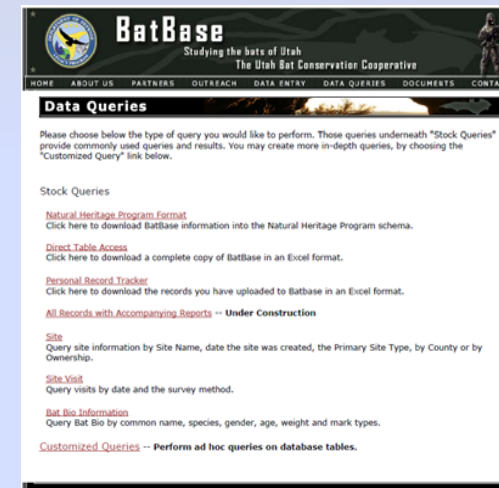 BatBase
Studying the bats of Utah
The Utah Bat Conservation Cooperative
HOME ABOUT US PARTNERS OUTREACH DATA ENTRY DATA QUERIES DOCUMENTS CONTA
Data Queries
Please choose below the type of query you would like to perform. Those queries underneath "Stock Queries"
provide commonly used queries and results. You may create more in-depth queries, by choosing the
"Customized Query" link below.
Stock Queries
Natural Heritage Program Format
Click here to download BatBase information into the Natural Heritage Program schema.
Direct Table Access
Click here to download a complete copy of BatBase in an Excel format.
Personal Record Tracker
Click here to download the records you have uploaded to Batbase in an Excel format.
All Records with Accompanying Reports -- Under Construction
Site
Query site information by Site Name, date the site was created, the Primary Site Type, by County or by
Ownership.
Site Visit
Query visits by date and the survey method.
Bat Bio Information
Query Bat Bio by common name, species, gender, age, weight and mark types.
Customized Queries -- Perform ad hoc queries on database tables.